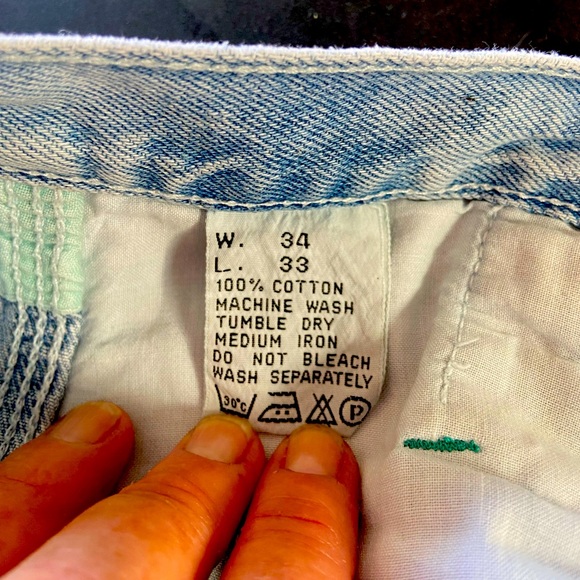 W. 34
L. 33
100% COTTON
MACHINE WASH
TUMBLE DRY
MEDIUM IRON
DO NOT BLEACH
WASH SEPARATELY
30°C P